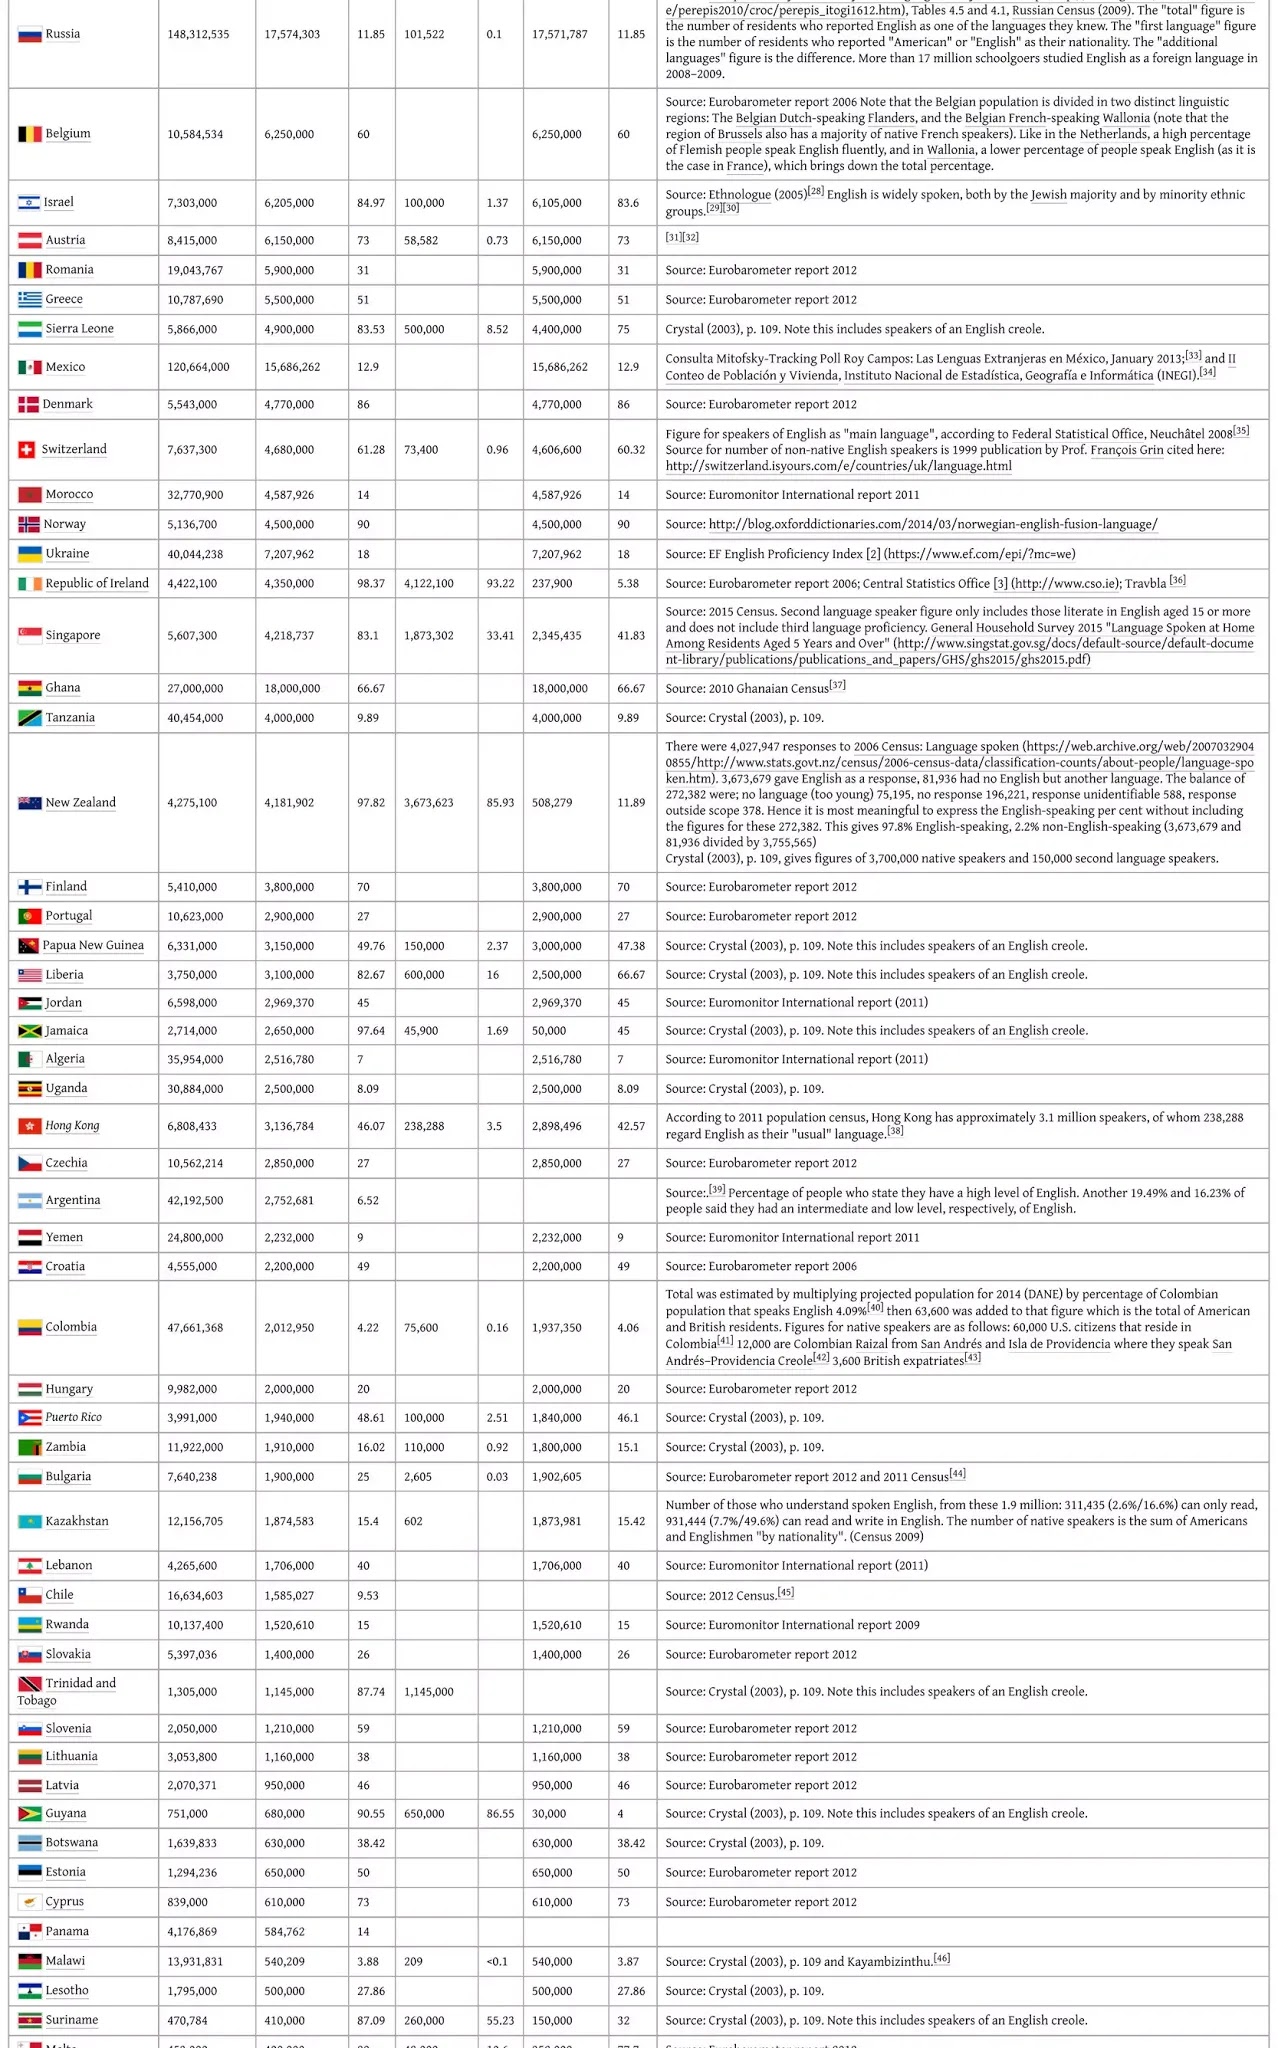 e/perepis2010/croc/perepis_itogi1612.htm), Tables 4.5 and 4.1, Russian Census (2009). The "total" figure is
Russia 148,312,535 17,574,303 11.85 101,522 0.1 17,571,787 11.85 the number of residents who reported English as one of the languages they knew. The "first language" figure
is the number of residents who reported "American" or "English" as their nationality. The "additional
languages" figure is the difference. More than 17 million schoolgoers studied English as a foreign language in
2008–2009.
Source: Eurobarometer report 2006 Note that the Belgian population is divided in two distinct linguistic
regions: The Belgian Dutch-speaking Flanders, and the Belgian French-speaking Wallonia (note that the
Belgium 10,584,534 6,250,000 60 6,250,000 60 region of Brussels also has a majority of native French speakers). Like in the Netherlands, a high percentage
of Flemish people speak English fluently, and in Wallonia, a lower percentage of people speak English (as it is
the case in France), which brings down the total percentage.
Israel 7,303,000 6,205,000 84.97 100,000 1.37 6,105,000 83.6 Source: Ethnologue (2005)[28] English is widely spoken, both by the Jewish majority and by minority ethnic
groups.[29][30]
Austria 8,415,000 6,150,000 73 58,582 0.73 6,150,000 73 [31][32]
Romania 19,043,767 5,900,000 31 5,900,000 31 Source: Eurobarometer report 2012
Greece 10,787,690 5,500,000 51 5,500,000 51 Source: Eurobarometer report 2012
Sierra Leone 5,866,000 4,900,000 83.53 500,000 8.52 4,400,000 75 Crystal (2003), p. 109. Note this includes speakers of an English creole.
Mexico 120,664,000 15,686,262 12.9 15,686,262 12.9 Consulta Mitofsky-Tracking Poll Roy Campos: Las Lenguas Extranjeras en México, January 2013;[33] and II
Conteo de Población y Vivienda, Instituto Nacional de Estadística, Geografía e Informática (INEGI).[34]
Denmark 5,543,000 4,770,000 86 4,770,000 86 Source: Eurobarometer report 2012
Figure for speakers of English as "main language", according to Federal Statistical Office, Neuchâtel 2008[35]
Switzerland 7,637,300 4,680,000 61.28 73,400 0.96 4,606,600 60.32 Source for number of non-native English speakers is 1999 publication by Prof. François Grin cited here:
http://switzerland.isyours.com/e/countries/uk/language.html
Morocco 32,770,900 4,587,926 14 4,587,926 14 Source: Euromonitor International report 2011
Norway 5,136,700 4,500,000 90 4,500,000 90 Source: http://blog.oxforddictionaries.com/2014/03/norwegian-english-fusion-language/
Ukraine 40,044,238 7,207,962 18 7,207,962 18 Source: EF English Proficiency Index [2] (https://www.ef.com/epi/?mc=we)
Republic of Ireland 4,422,100 4,350,000 98.37 4,122,100 93.22 237,900 5.38 Source: Eurobarometer report 2006; Central Statistics Office [3] (http://www.cso.ie); Travbla [36]
Source: 2015 Census. Second language speaker figure only includes those literate in English aged 15 or more
Singapore 5,607,300 4,218,737 83.1 1,873,302 33.41 2,345,435 41.83 and does not include third language proficiency. General Household Survey 2015 "Language Spoken at Home
Among Residents Aged 5 Years and Over" (http://www.singstat.gov.sg/docs/default-source/default-docume
nt-library/publications/publications_and_papers/GHS/ghs2015/ghs2015.pdf)
Ghana 27,000,000 18,000,000 66.67 18,000,000 66.67 Source: 2010 Ghanaian Census[37]
Tanzania 40,454,000 4,000,000 9.89 4,000,000 9.89 Source: Crystal (2003), p. 109.
There were 4,027,947 responses to 2006 Census: Language spoken (https://web.archive.org/web/2007032904
0855/http://www.stats.govt.nz/census/2006-census-data/classification-counts/about-people/language-spo
ken.htm). 3,673,679 gave English as a response, 81,936 had no English but another language. The balance of
New Zealand 4,275,100 4,181,902 97.82 3,673,623 85.93 508,279 11.89 272,382 were; no language (too young) 75,195, no response 196,221, response unidentifiable 588, response
outside scope 378. Hence it is most meaningful to express the English-speaking per cent without including
the figures for these 272,382. This gives 97.8% English-speaking, 2.2% non-English-speaking (3,673,679 and
81,936 divided by 3,755,565)
Crystal (2003), p. 109, gives figures of 3,700,000 native speakers and 150,000 second language speakers.
Finland 5,410,000 3,800,000 70 3,800,000 70 Source: Eurobarometer report 2012
Portugal 10,623,000 2,900,000 27 2,900,000 27 Source: Eurobarometer report 2012
Papua New Guinea 6,331,000 3,150,000 49.76 150,000 2.37 3,000,000 47.38 Source: Crystal (2003), p. 109. Note this includes speakers of an English creole.
Liberia 3,750,000 3,100,000 82.67 600,000 16 2,500,000 66.67 Source: Crystal (2003), p. 109. Note this includes speakers of an English creole.
Jordan 6,598,000 2,969,370 45 2,969,370 45 Source: Euromonitor International report (2011)
Jamaica 2,714,000 2,650,000 97.64 45,900 1.69 50,000 45 Source: Crystal (2003), p. 109. Note this includes speakers of an English creole.
Algeria 35,954,000 2,516,780 7 2,516,780 7 Source: Euromonitor International report (2011)
Uganda 30,884,000 2,500,000 8.09 2,500,000 8.09 Source: Crystal (2003), p. 109.
Hong Kong 6,808,433 3,136,784 46.07 238,288 3.5 2,898,496 42.57 According to 2011 population census, Hong Kong has approximately 3.1 million speakers, of whom 238,288
regard English as their "usual" language.[38]
Czechia 10,562,214 2,850,000 27 2,850,000 27 Source: Eurobarometer report 2012
Argentina 42,192,500 2,752,681 6.52 Source:.[39] Percentage of people who state they have a high level of English. Another 19.49% and 16.23% of
people said they had an intermediate and low level, respectively, of English.
Yemen 24,800,000 2,232,000 9 2,232,000 9 Source: Euromonitor International report 2011
Croatia 4,555,000 2,200,000 49 2,200,000 49 Source: Eurobarometer report 2006
Total was estimated by multiplying projected population for 2014 (DANE) by percentage of Colombian
population that speaks English 4.09%[40] then 63,600 was added to that figure which is the total of American
Colombia 47,661,368 2,012,950 4.22 75,600 0.16 1,937,350 4.06 and British residents. Figures for native speakers are as follows: 60,000 U.S. citizens that reside in
Colombia[41] 12,000 are Colombian Raizal from San Andrés and Isla de Providencia where they speak San
Andrés–Providencia Creole[42] 3,600 British expatriates[43]
Hungary 9,982,000 2,000,000 20 2,000,000 20 Source: Eurobarometer report 2012
Puerto Rico 3,991,000 1,940,000 48.61 100,000 2.51 1,840,000 46.1 Source: Crystal (2003), p. 109.
Zambia 11,922,000 1,910,000 16.02 110,000 0.92 1,800,000 15.1 Source: Crystal (2003), p. 109.
Bulgaria 7,640,238 1,900,000 25 2,605 0.03 1,902,605 Source: Eurobarometer report 2012 and 2011 Census[44]
Number of those who understand spoken English, from these 1.9 million: 311,435 (2.6%/16.6%) can only read,
Kazakhstan 12,156,705 1,874,583 15.4 602 1,873,981 15.42 931,444 (7.7%/49.6%) can read and write in English. The number of native speakers is the sum of Americans
and Englishmen "by nationality". (Census 2009)
Lebanon 4,265,600 1,706,000 40 1,706,000 40 Source: Euromonitor International report (2011)
Chile 16,634,603 1,585,027 9.53 Source: 2012 Census.[45]
Rwanda 10,137,400 1,520,610 15 1,520,610 15 Source: Euromonitor International report 2009
Slovakia 5,397,036 1,400,000 26 1,400,000 26 Source: Eurobarometer report 2012
Trinidad and
Tobago 1,305,000 1,145,000 87.74 1,145,000 Source: Crystal (2003), p. 109. Note this includes speakers of an English creole.
Slovenia 2,050,000 1,210,000 59 1,210,000 59 Source: Eurobarometer report 2012
Lithuania 3,053,800 1,160,000 38 1,160,000 38 Source: Eurobarometer report 2012
Latvia 2,070,371 950,000 46 950,000 46 Source: Eurobarometer report 2012
Guyana 751,000 680,000 90.55 650,000 86.55 30,000 4 Source: Crystal (2003), p. 109. Note this includes speakers of an English creole.
Botswana 1,639,833 630,000 38.42 630,000 38.42 Source: Crystal (2003), p. 109.
Estonia 1,294,236 650,000 50 650,000 50 Source: Eurobarometer report 2012
Cyprus 839,000 610,000 73 610,000 73 Source: Eurobarometer report 2012
Panama 4,176,869 584,762 14
Malawi 13,931,831 540,209 3.88 209 <0.1 540,000 3.87 Source: Crystal (2003), p. 109 and Kayambizinthu.[46]
Lesotho 1,795,000 500,000 27.86 500,000 27.86 Source: Crystal (2003), p. 109.
Suriname 470,784 410,000 87.09 260,000 55.23 150,000 32 Source: Crystal (2003), p. 109. Note this includes speakers of an English creole.